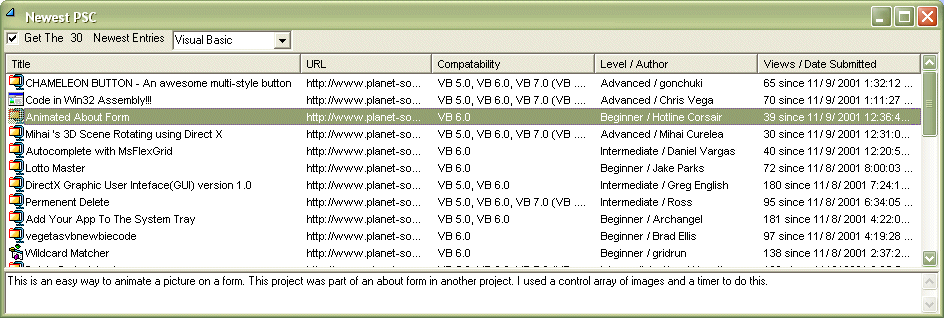 Newest PSC
Get The 30 Newest Entries Visual Basic
Title URL Compatability Level / Author Views / Date Submitted
CHAMELEON BUTTON - An awesome multi-style button http://www.planet-so... VB 5.0, VB 6.0, VB 7.0 (VB .... Advanced / gonchuki 65 since 11/ 9/ 2001 1:32:12 ...
Code in Win32 Assembly!!! http://www.planet-so... VB 5.0, VB 6.0, VB 7.0 (VB .... Advanced / Chris Vega 70 since 11/ 9/ 2001 1:11:27 ...
Animated About Form http://www.planet-so... VB 6.0 Beginner / Hotline Corsair 39 since 11/ 9/ 2001 12:36:4...
Mihai 's 3D Scene Rotating using Direct X http://www.planet-so... VB 5.0, VB 6.0, VB 7.0 (VB .... Advanced / Mihai Curelea 30 since 11/ 9/ 2001 12:31:0...
Autocomplete with MsFlexGrid http://www.planet-so... VB 6.0 Intermediate / Daniel Vargas 40 since 11/ 9/ 2001 12:20:5...
Lotto Master http://www.planet-so... VB 6.0 Beginner / Jake Parks 72 since 11/ 8/ 2001 8:00:03 ...
DirectX Graphic User Inteface(GUI) version 1.0 http://www.planet-so... VB 5.0, VB 6.0 Intermediate / Greg English 180 since 11/ 8/ 2001 7:24:1...
Permenent Delete http://www.planet-so... VB 5.0, VB 6.0, VB 7.0 (VB .... Intermediate / Ross 95 since 11/ 8/ 2001 6:34:05 ...
Add Your App To The System Tray http://www.planet-so... VB 5.0, VB 6.0 Beginner / Archangel 181 since 11/ 8/ 2001 4:22:0...
vegetasvbnewbiecode http://www.planet-so... VB 6.0 Beginner / Brad Ellis 97 since 11/ 8/ 2001 4:19:28 ...
Wildcard Matcher http://www.planet-so... VB 6.0 Beginner / gridrun 138 since 11/ 8/ 2001 2:37:2...
This is an easy way to animate a picture on a form. This project was part of an about form in another project. I used a control array of images and a timer to do this.